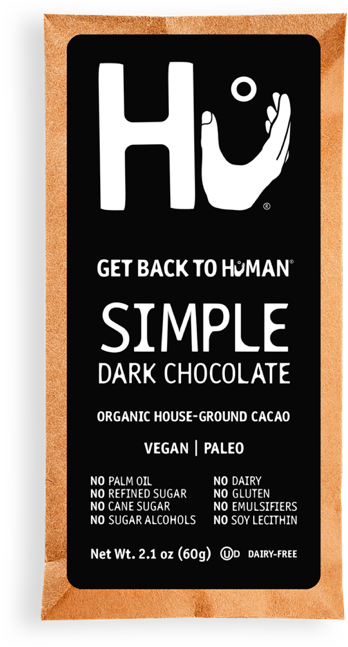 Hu®
GET BACK TO HUMAN®
SIMPLE
DARK CHOCOLATE
ORGANIC HOUSE-GROUND CACAO
VEGAN | PALEO
NO PALM OIL NO DAIRY
NO REFINED SUGAR NO GLUTEN
NO CANE SUGAR NO EMULSIFIERS
NO SUGAR ALCOHOLS NO SOY LECITHIN
Net Wt. 2.1 oz (60g) ⓊD DAIRY-FREE